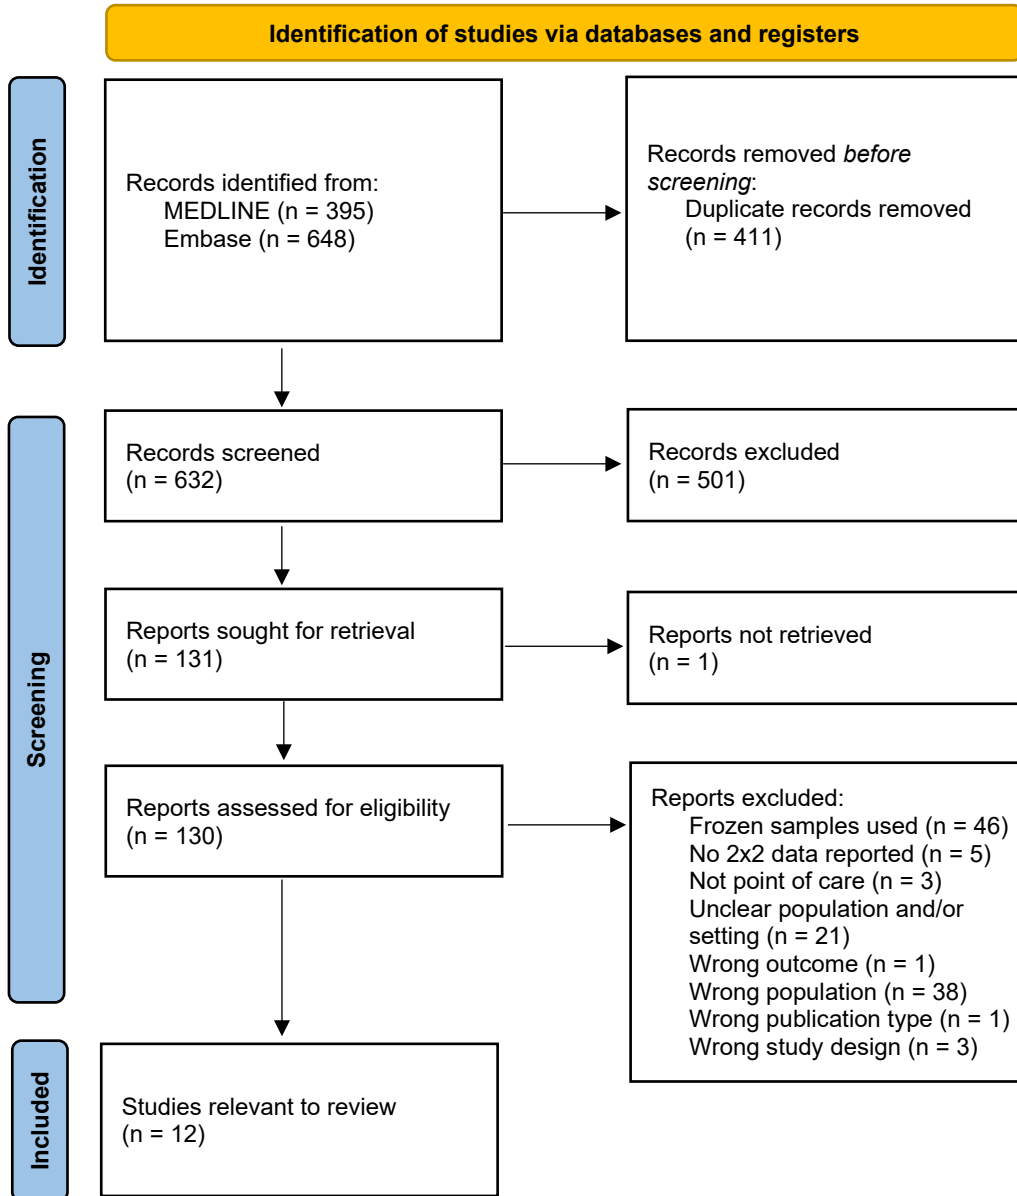 Identification of studies via databases and registers
Identification
Records identified from:
MEDLINE (n = 395)
Embase (n = 648)
Records removed before
screening:
Duplicate records removed
(n = 411)
Screening
Records screened
(n = 632)
Records excluded
(n = 501)
Reports sought for retrieval
(n = 131)
Reports not retrieved
(n = 1)
Reports assessed for eligibility
(n = 130)
Reports excluded:
Frozen samples used (n = 46)
No 2x2 data reported (n = 5)
Not point of care (n = 3)
Unclear population and/or
setting (n = 21)
Wrong outcome (n = 1)
Wrong population (n = 38)
Wrong publication type (n = 1)
Wrong study design (n = 3)
Included
Studies relevant to review
(n = 12)